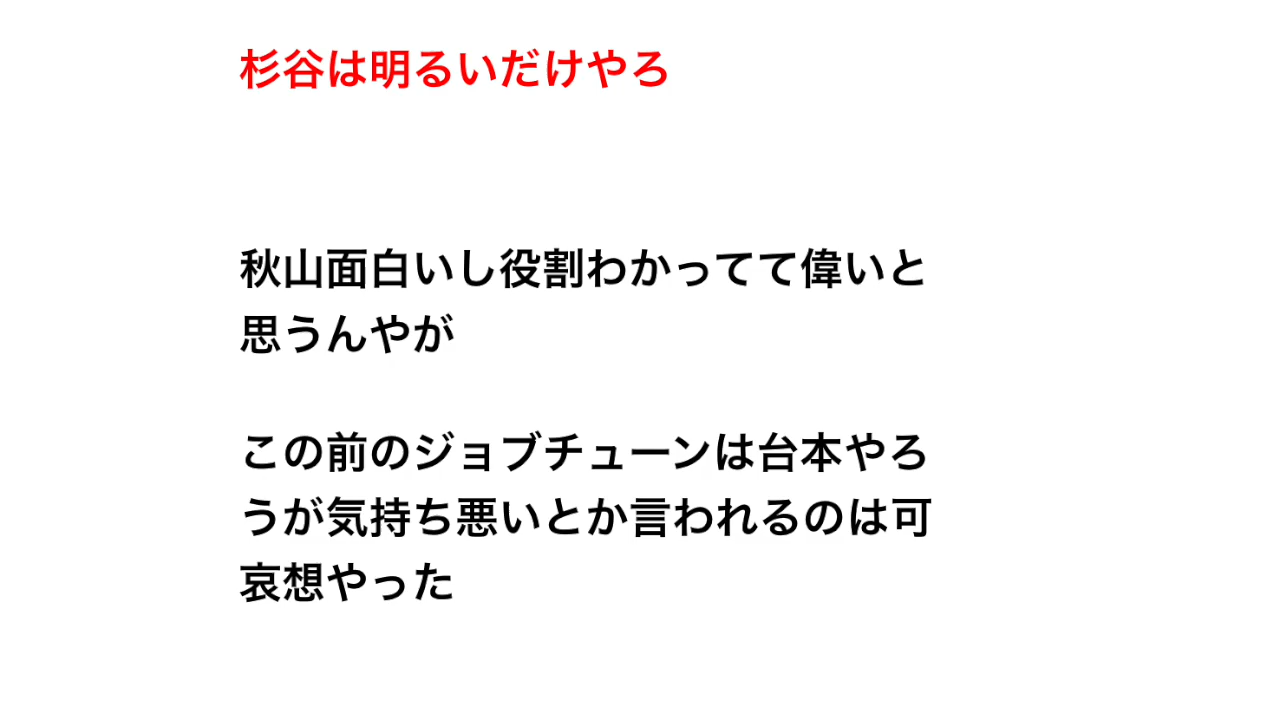 杉谷は明るいだけやろ
秋山面白いし役割わかってて偉いと
思うんやが
この前のジョブチューンは台本やろ
うが気持ち悪いとか言われるのは可
哀想やった